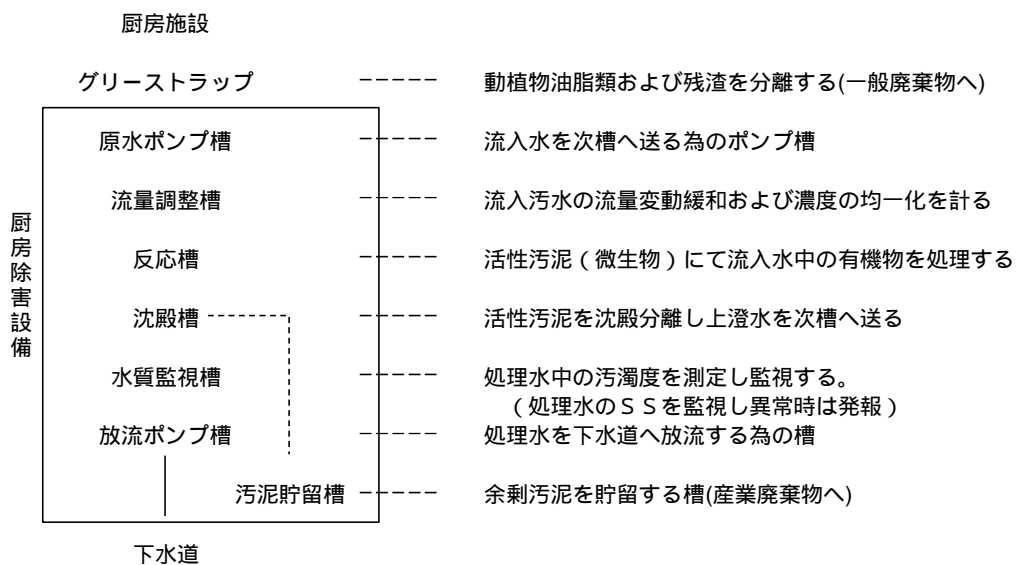 厨房施設
グリーストラップ 動植物油脂類および残渣を分離する(一般廃棄物へ)
原水ポンプ槽 流入水を次槽へ送る為のポンプ槽
流量調整槽 流入汚水の流量変動緩和および濃度の均一化を計る
厨房除害設備
反応槽 活性汚泥（微生物）にて流入水中の有機物を処理する
沈殿槽 活性汚泥を沈殿分離し上澄水を次槽へ送る
水質監視槽 処理水中の汚濁度を測定し監視する。
（処理水のＳＳを監視し異常時は発報）
放流ポンプ槽 処理水を下水道へ放流する為の槽
汚泥貯留槽 余剰汚泥を貯留する槽(産業廃棄物へ)
下水道